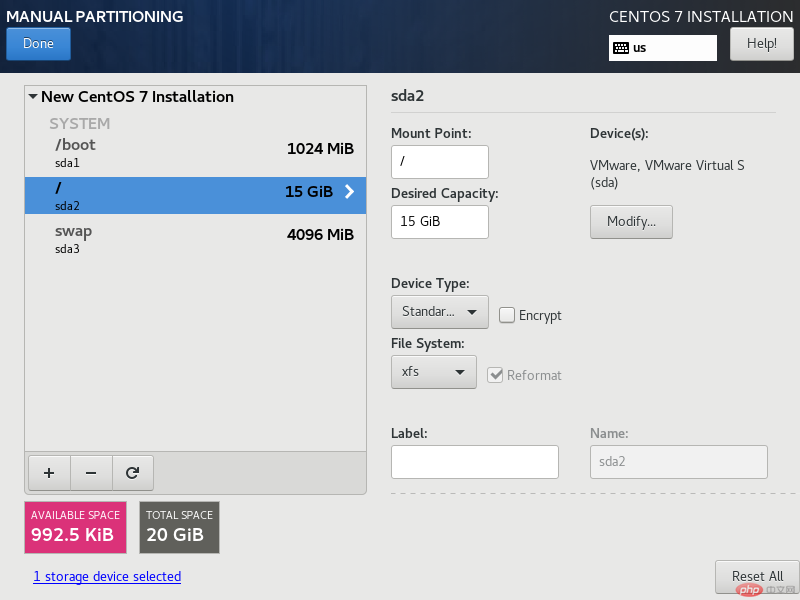 MANUAL PARTITIONING
CENTOS 7 INSTALLATION
Done
us
Help!
New CentOS 7 Installation
SYSTEM
/boot
1024 MiB
sda1
/
15 GiB
sda2
swap
4096 MiB
sda3
+
−
AVAILABLE SPACE
992.5 KiB
TOTAL SPACE
20 GiB
1 storage device selected
sda2
Mount Point:
/
Desired Capacity:
15 GiB
Device(s):
VMware, VMware Virtual S
(sda)
Modify...
Device Type:
Standar...
Encrypt
File System:
xfs
Reformat
Label:
Name:
sda2
Reset All
php 中文网